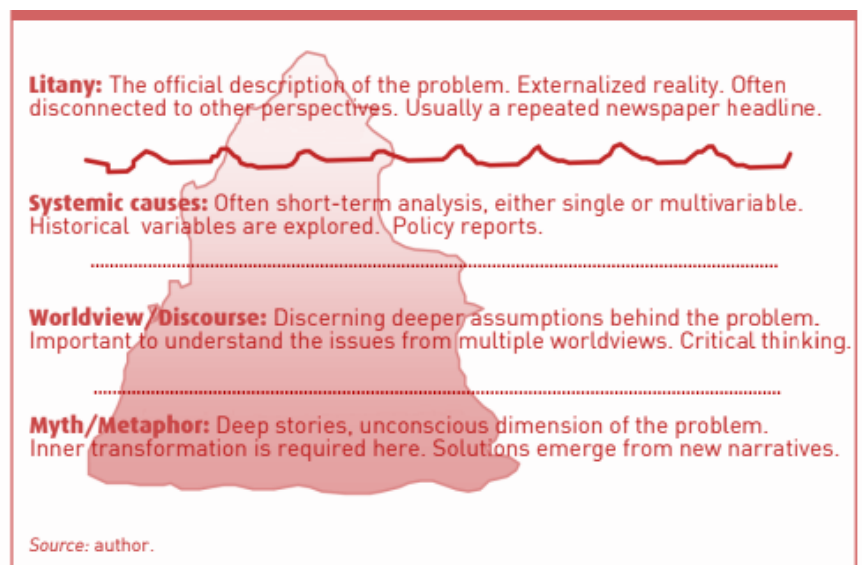 Litany: The official description of the problem. Externalized reality. Often
disconnected to other perspectives. Usually a repeated newspaper headline.
Systemic causes: Often short-term analysis, either single or multivariable.
Historical variables are explored. Policy reports.
Worldview/Discourse: Discerning deeper assumptions behind the problem.
Important to understand the issues from multiple worldviews. Critical thinking.
Myth/Metaphor: Deep stories, unconscious dimension of the problem.
Inner transformation is required here. Solutions emerge from new narratives.
Source: author.